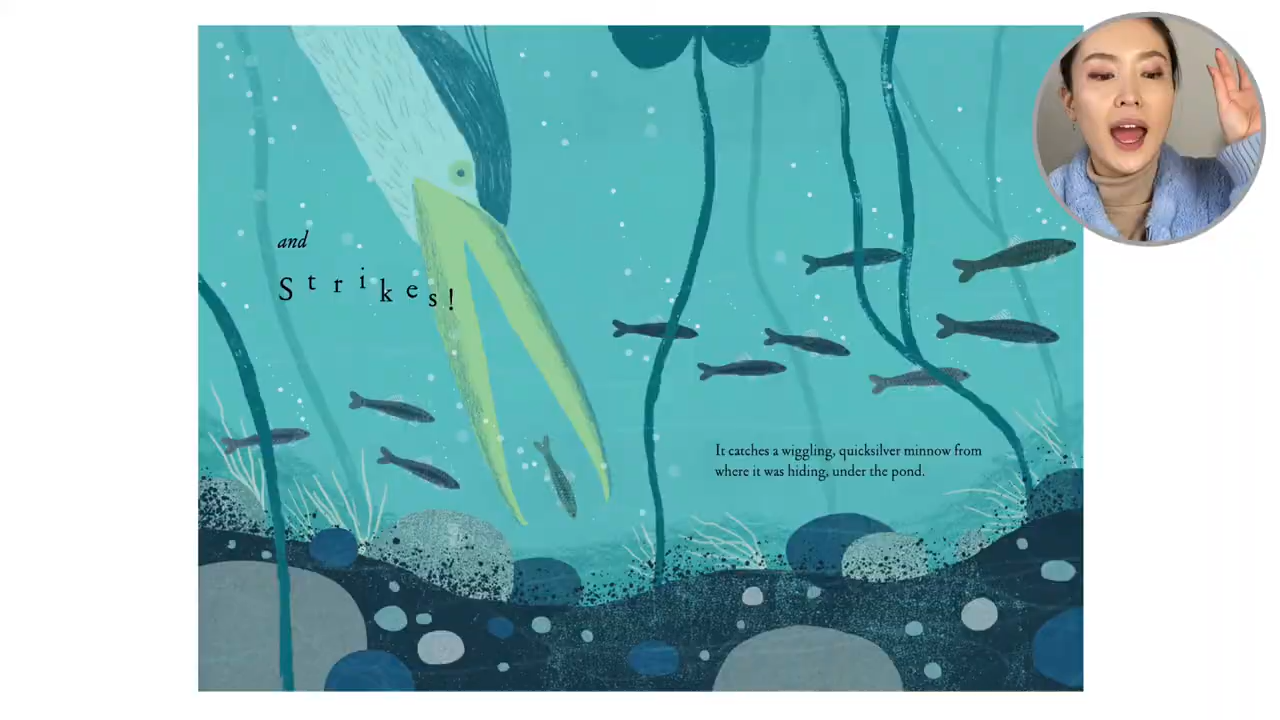 and
Strikes!
It catches a wiggling, quicksilver minnow from
where it was hiding, under the pond.